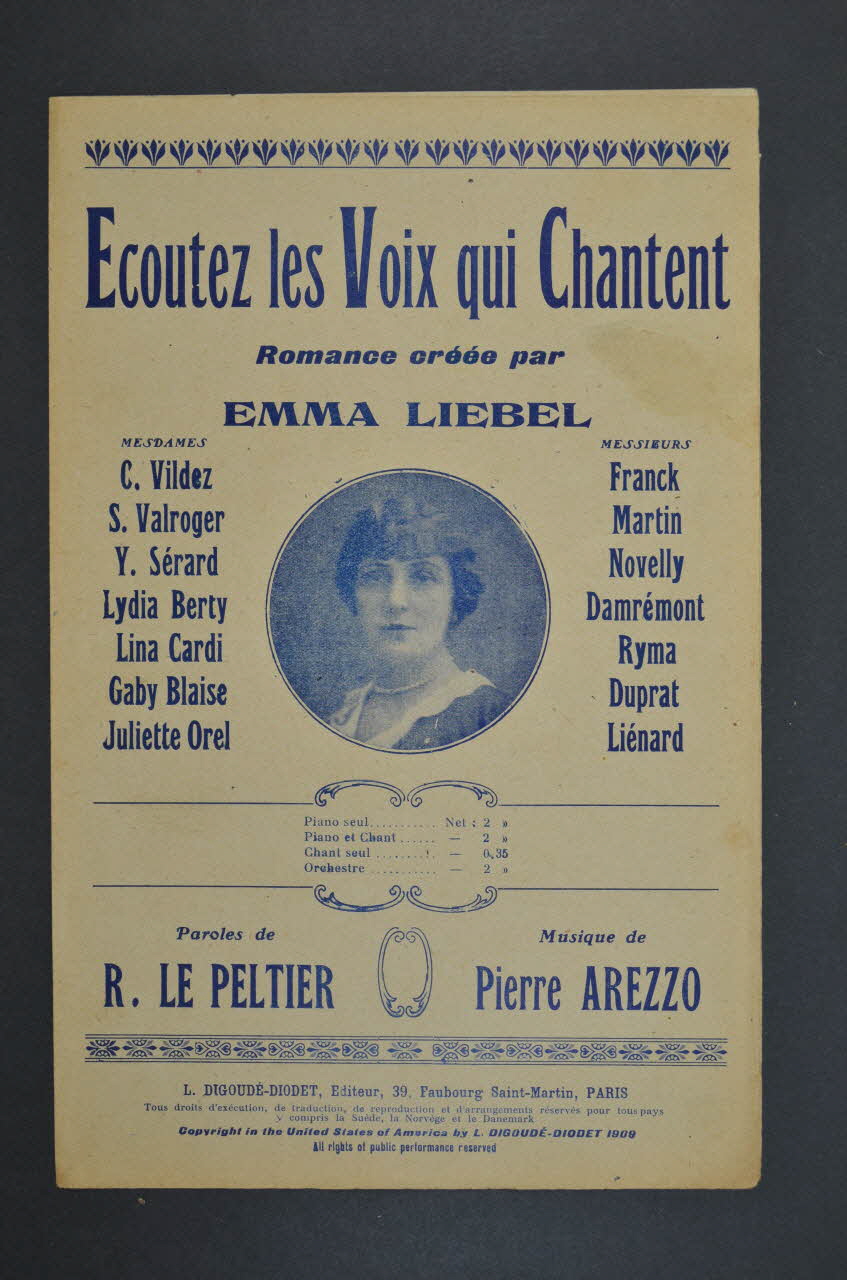 Ecoutez les Voix qui Chantent
Romance créée par
EMMA LIEBEL
MESDAMES
C. Vildez
S. Valroger
Y. Sérard
Lydia Berty
Lina Cardi
Gaby Blaise
Juliette Orel
MESSIEURS
Franck
Martin
Novelly
Damrémont
Ryma
Duprat
Liénard
Piano seul........... Net : 2 »
Piano et Chant ...... — 2 »
Chant seul ......... — 0,35
Orchestre ........... — 2 »
Paroles de
R. LE PELTIER
Musique de
Pierre AREZZO
L. DIGOUDÉ-DIODET, Editeur, 39, Faubourg Saint-Martin, PARIS
Tous droits d'exécution, de traduction, de reproduction et d'arrangements réservés pour tous pays
y compris la Suède, la Norvège et le Danemark
Copyright in the United States of America by L. DIGOUDÉ-DIODET 1909
All rights of public performance reserved